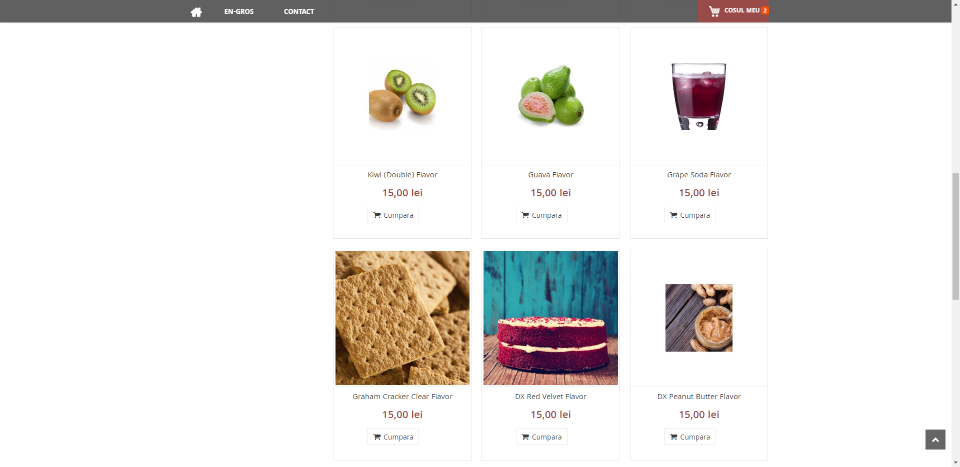 EN-GROS
CONTACT
COSUL MEU 2
Kiwi (Double) Flavor
Guava Flavor
Grape Soda Flavor
15,00 lei
15,00 lei
15,00 lei
Cumpara
Cumpara
Cumpara
Graham Cracker Clear Flavor
DX Red Velvet Flavor
DX Peanut Butter Flavor
15,00 lei
15,00 lei
15,00 lei
Cumpara
Cumpara
Cumpara